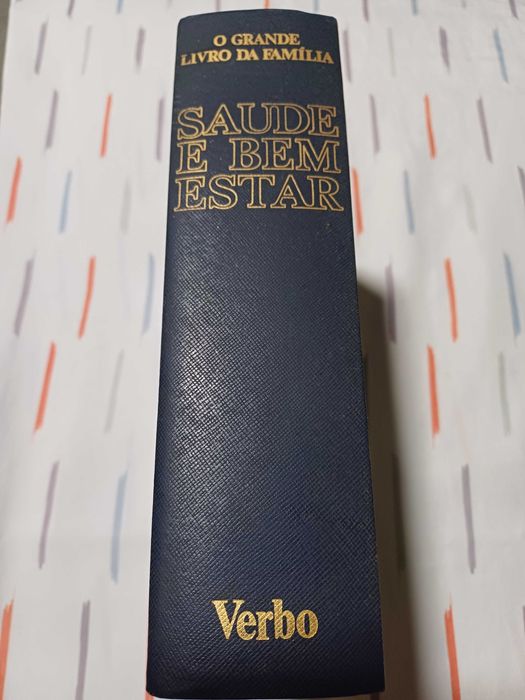 O GRANDE
LIVRO DA FAMÍLIA
SAUDE
E BEM
ESTAR
Verbo